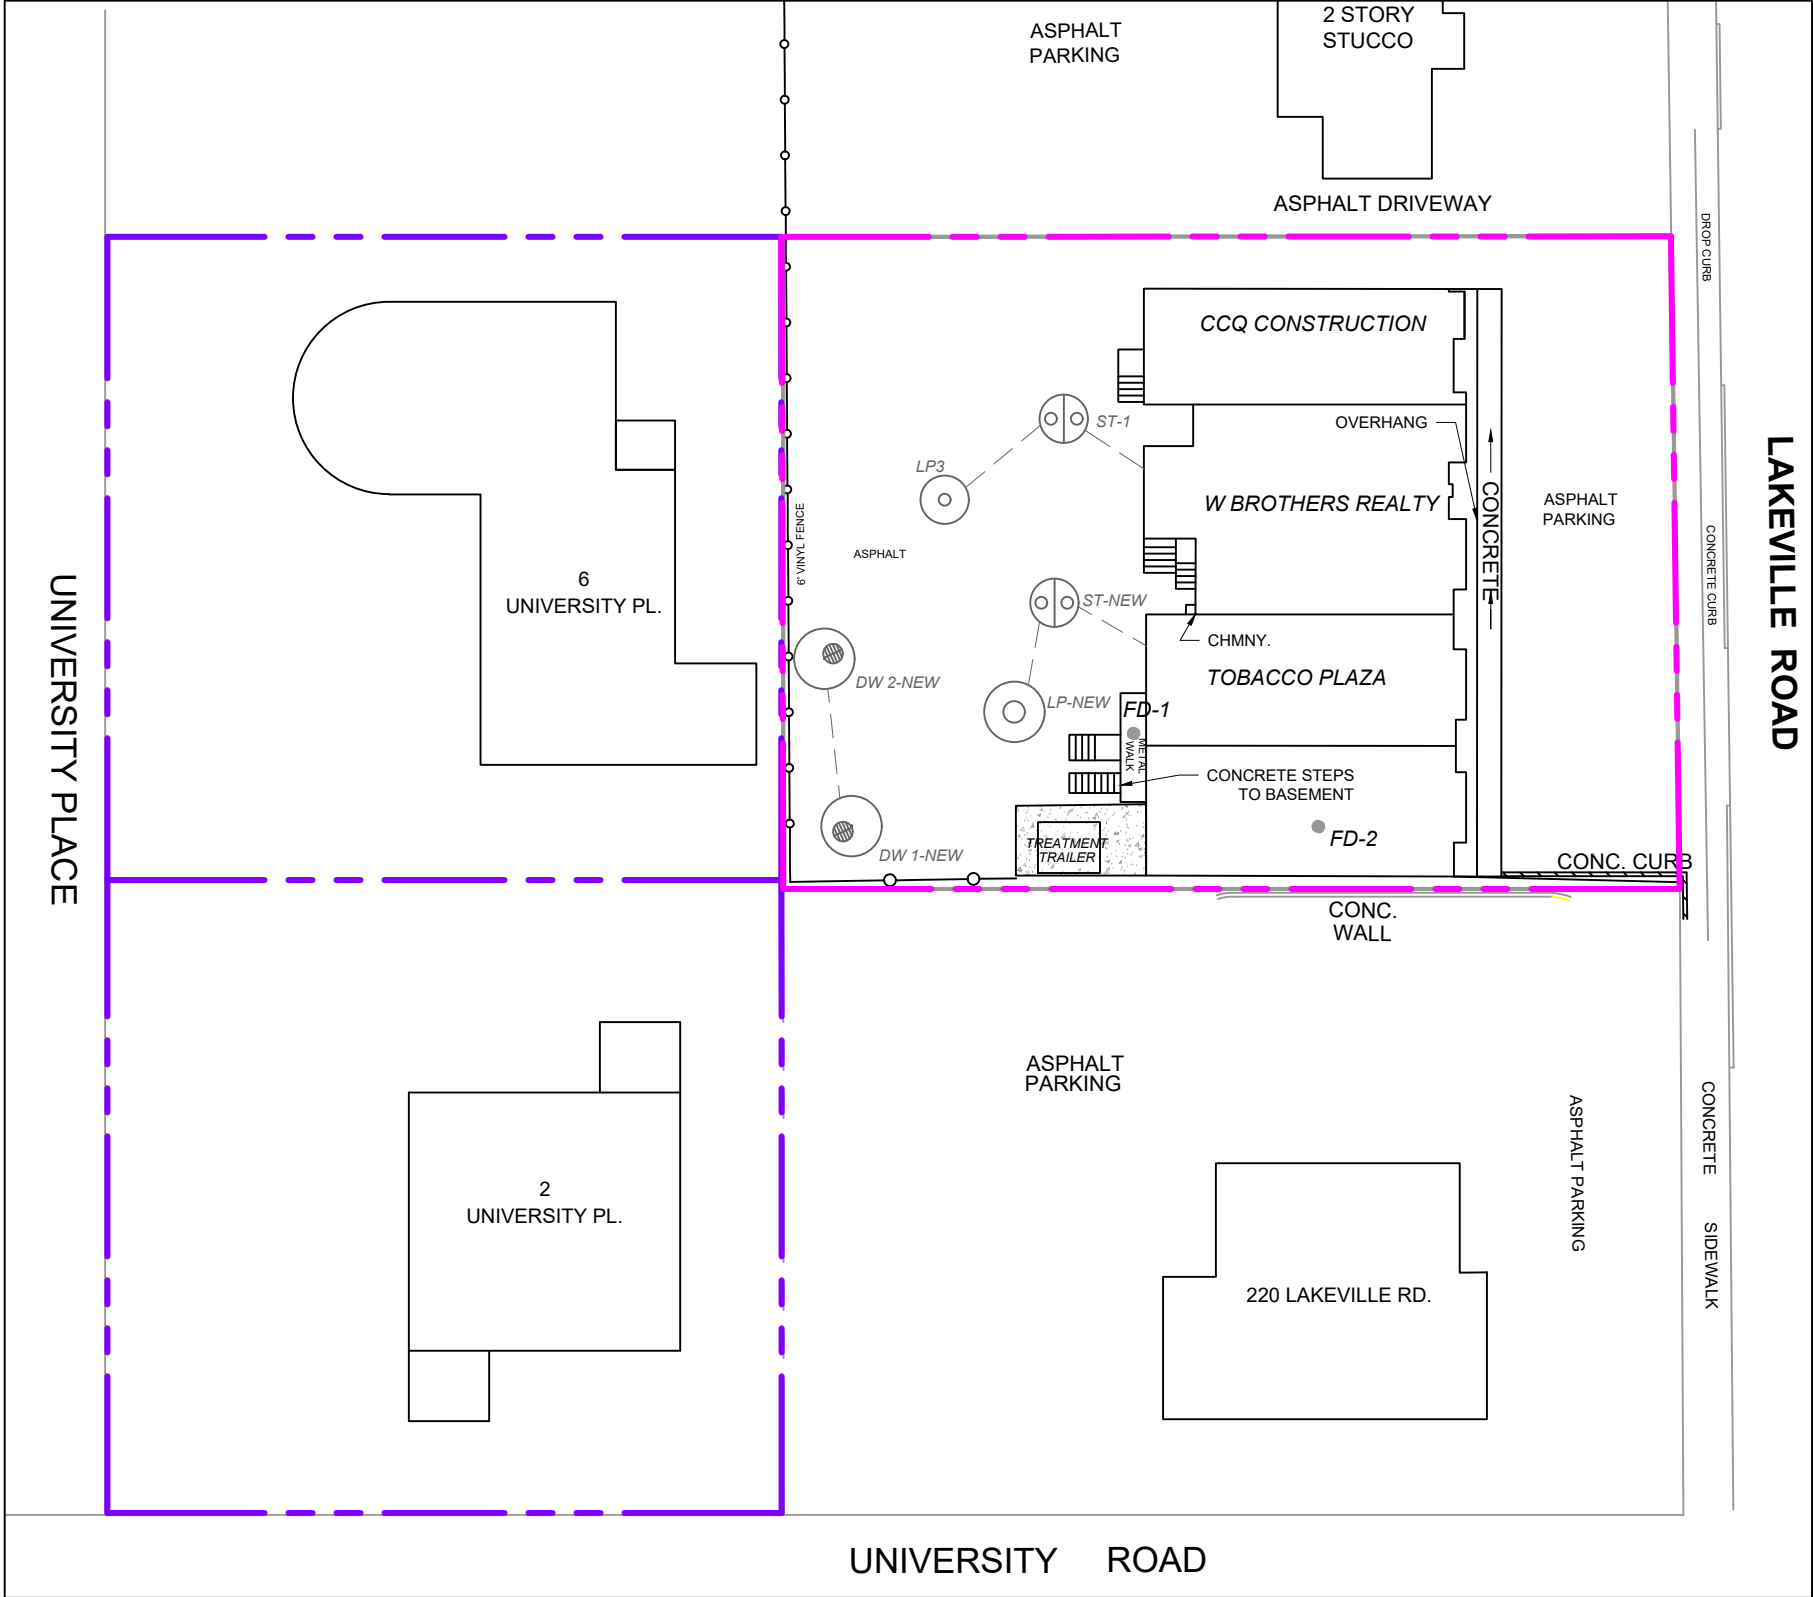 ASPHALT
PARKING
2 STORY
STUCCO
ASPHALT DRIVEWAY
DROP CURB
CCQ CONSTRUCTION
ST-1
OVERHANG
LP3
W BROTHERS REALTY
CONCRETE
ASPHALT
PARKING
6' VINYL FENCE
ASPHALT
CONCRETE CURB
LAKEVILLE ROAD
6
UNIVERSITY PL.
ST-NEW
CHMNY.
UNIVERSITY PLACE
DW 2-NEW
TOBACCO PLAZA
LP-NEW
FD-1
METAL
WALK
CONCRETE STEPS
TO BASEMENT
TREATMENT
TRAILER
FD-2
DW 1-NEW
CONC. CURB
CONC.
WALL
ASPHALT
PARKING
ASPHALT PARKING
CONCRETE SIDEWALK
2
UNIVERSITY PL.
220 LAKEVILLE RD.
UNIVERSITY ROAD